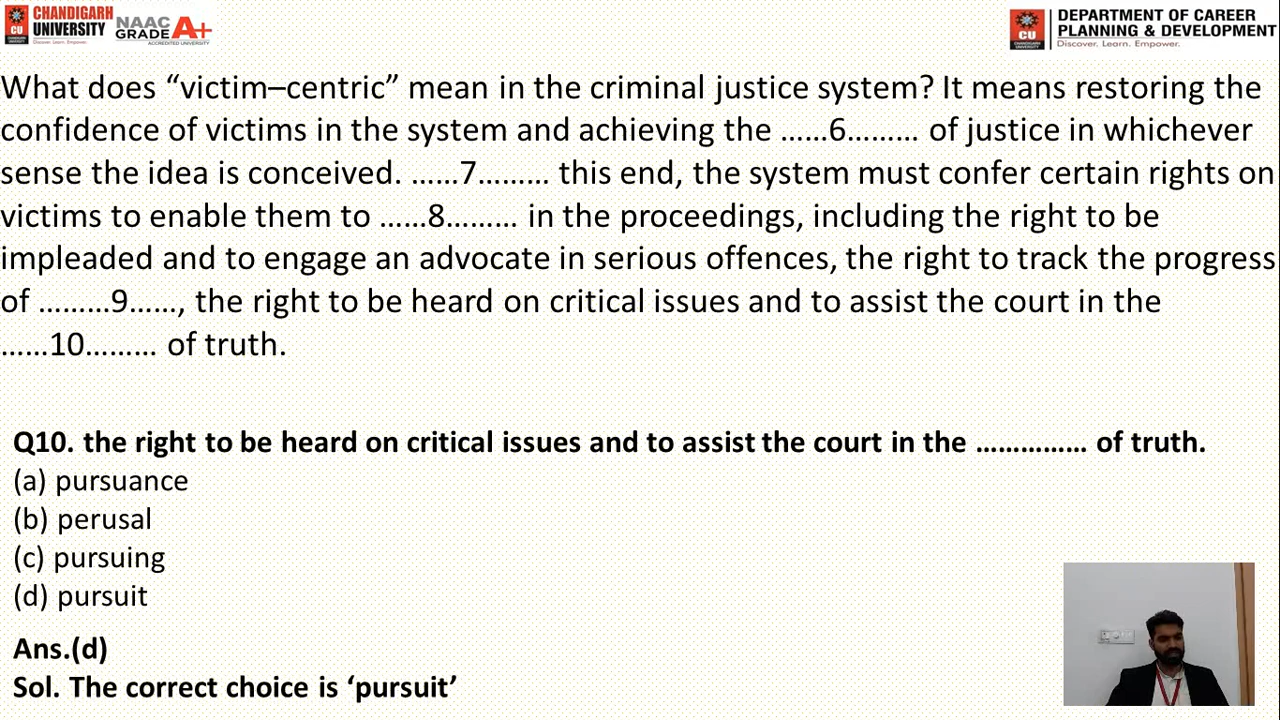 CHANDIGARH
UNIVERSITY
Discover. Learn. Empower.
NAAC
GRADE A+
ACCREDITED UNIVERSITY
CU
DEPARTMENT OF CAREER
PLANNING & DEVELOPMENT
Discover. Learn. Empower.
CU
What does “victim–centric” mean in the criminal justice system? It means restoring the
confidence of victims in the system and achieving the ......6......... of justice in whichever
sense the idea is conceived. ......7......... this end, the system must confer certain rights on
victims to enable them to ......8......... in the proceedings, including the right to be
impleaded and to engage an advocate in serious offences, the right to track the progress
of .........9......, the right to be heard on critical issues and to assist the court in the
......10......... of truth.
Q10. the right to be heard on critical issues and to assist the court in the ............... of truth.
(a) pursuance
(b) perusal
(c) pursuing
(d) pursuit
Ans.(d)
Sol. The correct choice is ‘pursuit’